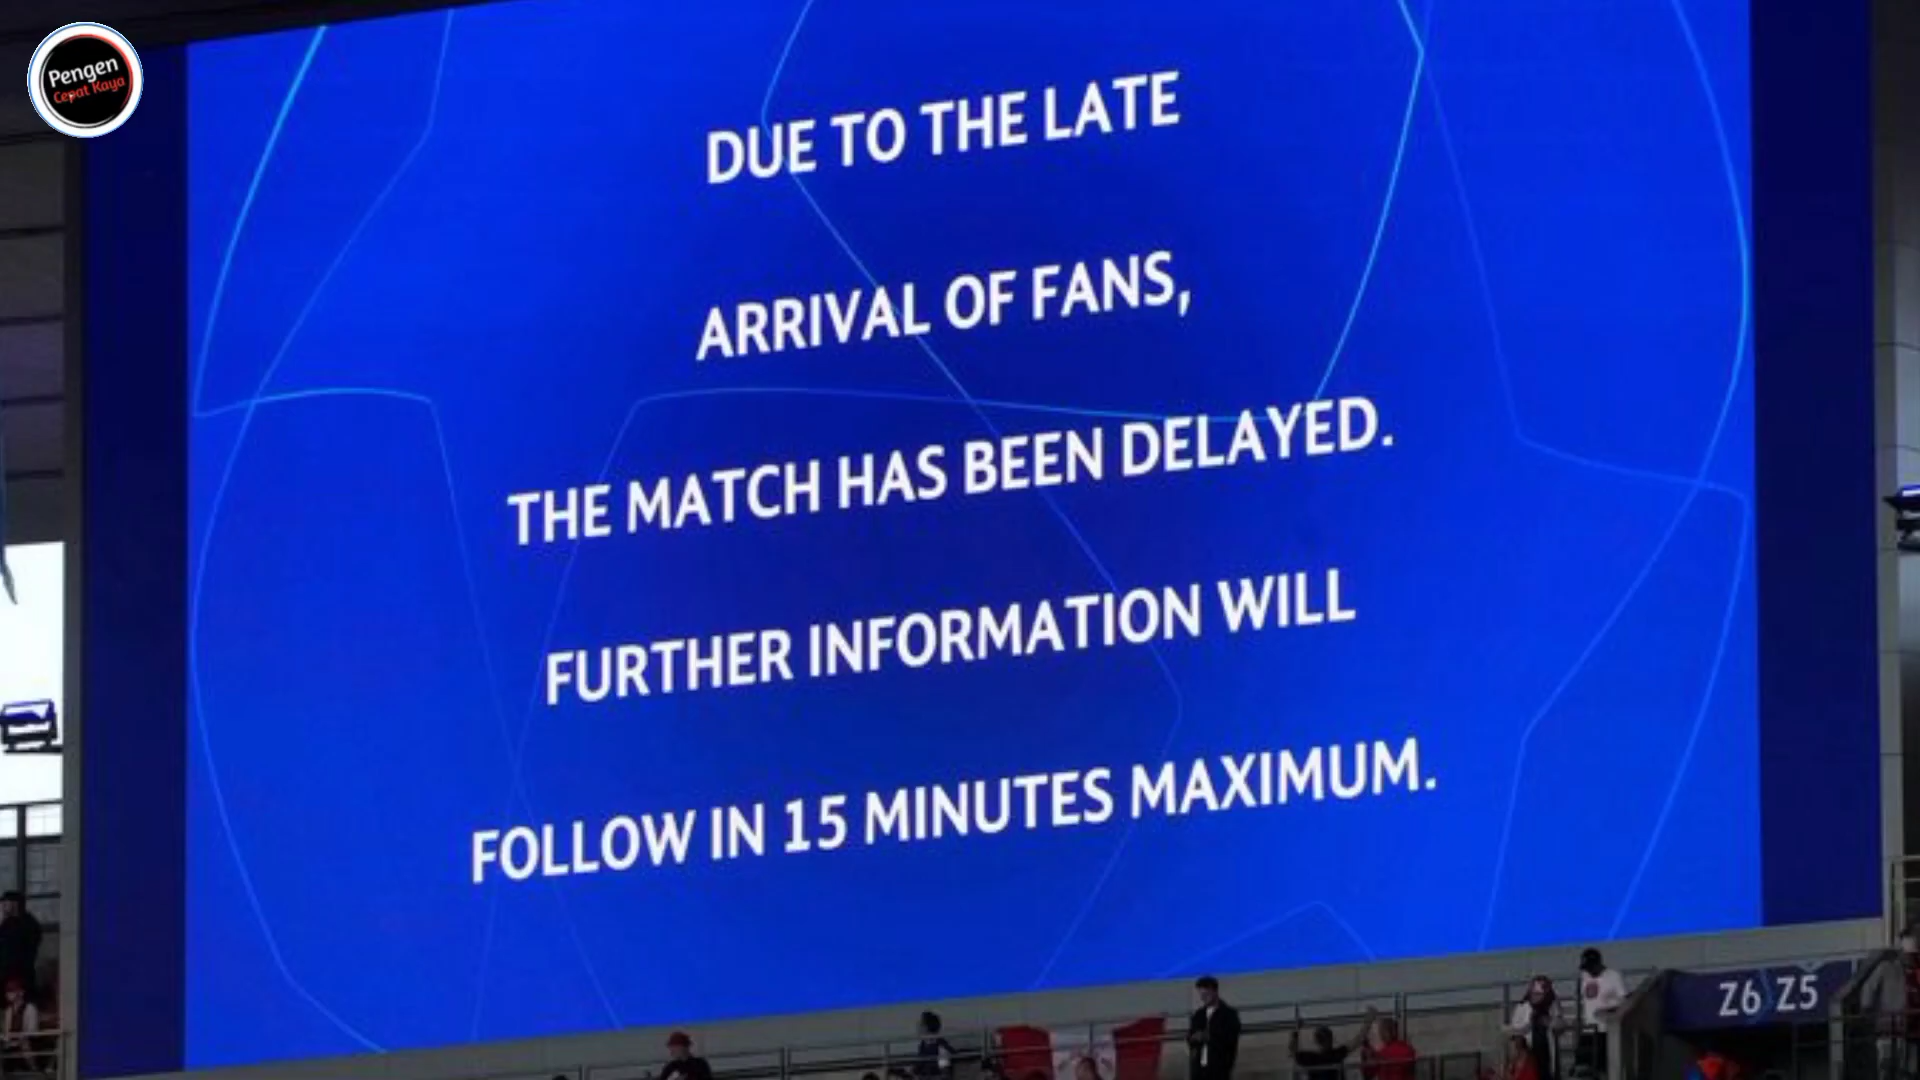 Pengen
Cepat Kaya
DUE TO THE LATE
ARRIVAL OF FANS,
THE MATCH HAS BEEN DELAYED.
FURTHER INFORMATION WILL
FOLLOW IN 15 MINUTES MAXIMUM.
Z6 Z5